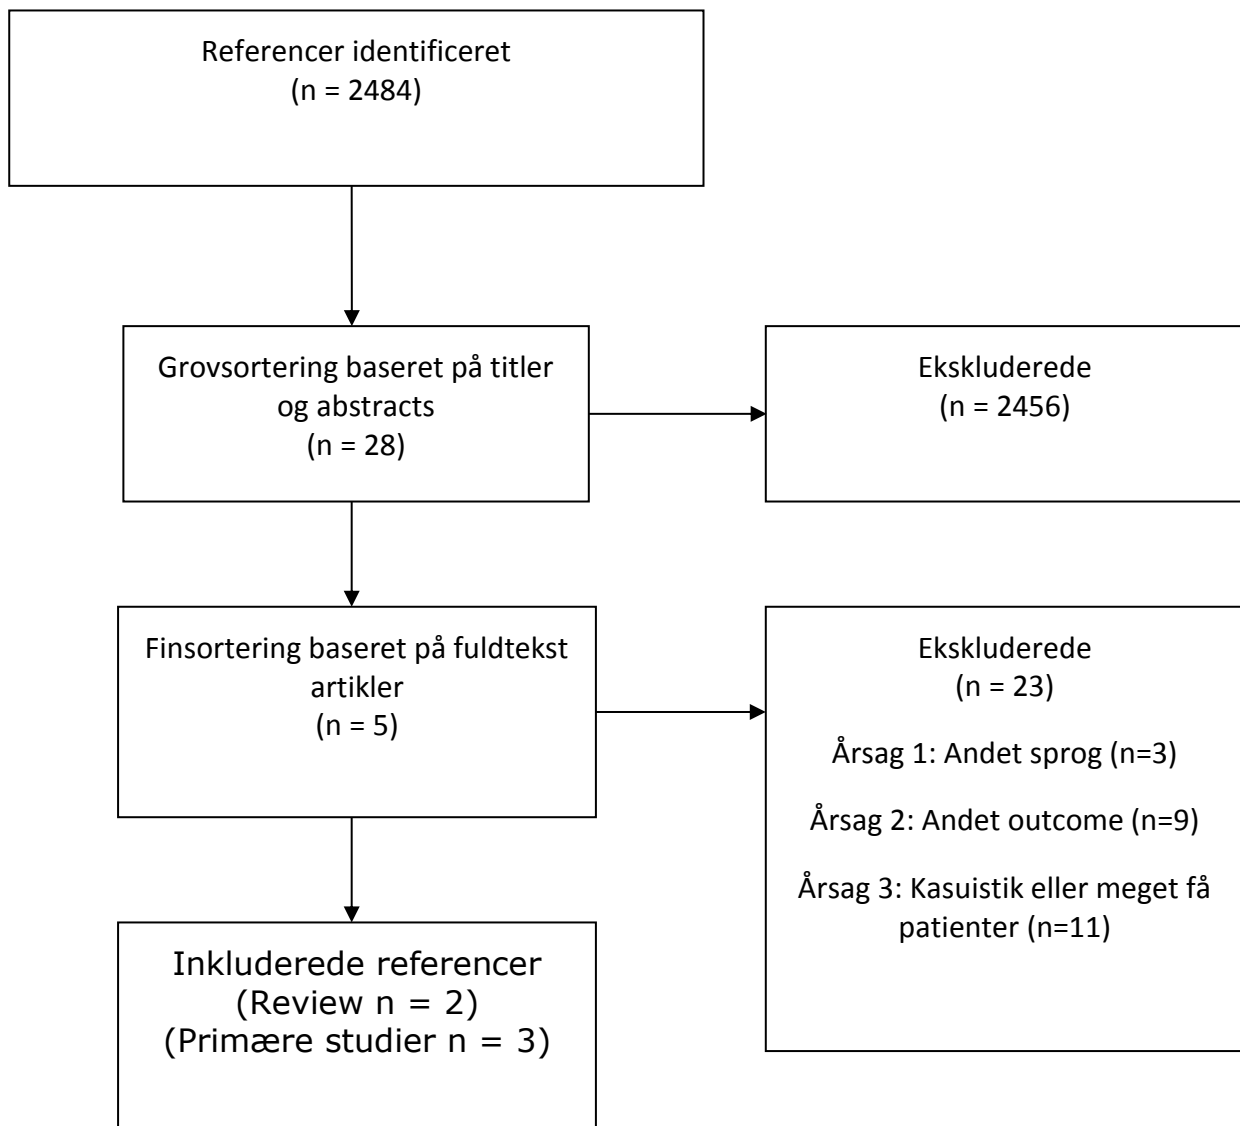 Referencer identificeret
(n = 2484)
Grovsortering baseret på titler
og abstracts
(n = 28)
Ekskluderede
(n = 2456)
Finsortering baseret på fuldtekst
artikler
(n = 5)
Ekskluderede
(n = 23)
Årsag 1: Andet sprog (n=3)
Årsag 2: Andet outcome (n=9)
Årsag 3: Kasuistik eller meget få
patienter (n=11)
Inkluderede referencer
(Review n = 2)
(Primære studier n = 3)